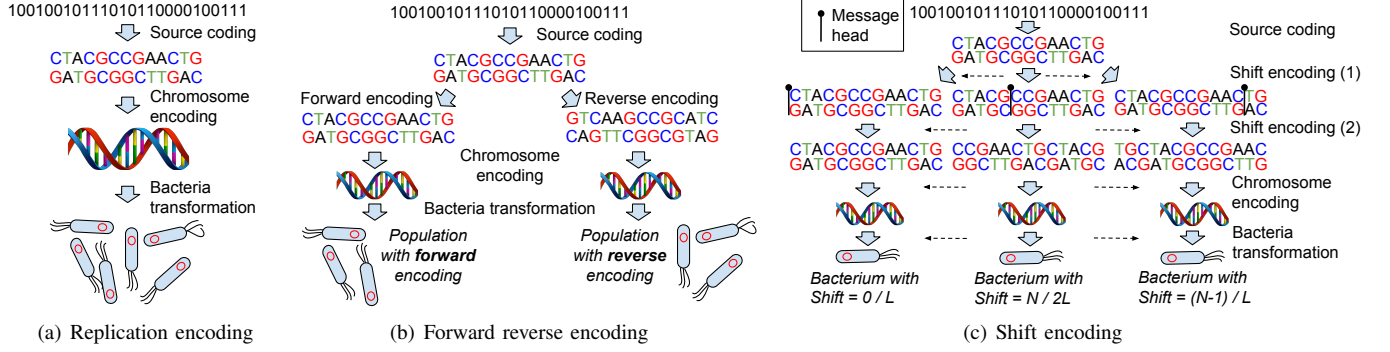 10010010111010110000100111
Source coding
CTACGCCGAACTG
GATGCGGCTTGAC
Chromosome
encoding
Bacteria
transformation
(a) Replication encoding
10010010111010110000100111
Source coding
CTACGCCGAACTG
GATGCGGCTTGAC
Forward encoding
Reverse encoding
CTACGCCGAACTG GTCAAGCCGCATC
GATGCGGCTTGAC CAGTTCGGCGTAG
Chromosome
encoding
Bacteria transformation
Population
with forward
encoding
Population
with reverse
encoding
(b) Forward reverse encoding
Message
head
10010010111010110000100111
Source coding
CTACGCCGAACTG
GATGCGGCTTGAC
Shift encoding (1)
CTACGCCGAACTG CTACGCCGAACTG CTACGCCGAACTG
GATGCGGCTTGAC GATGCGGCTTGAC GATGCGGCTTGAC
Shift encoding (2)
CTACGCCGAACTG CCGAACTGCTACG TGCTACGCCGAAC
GATGCGGCTTGAC GGCTTGACGATGC ACGATGCGGCTTG
Chromosome
encoding
Bacteria
transformation
Bacterium with
Shift = 0 / L
Bacterium with
Shift = N / 2L
Bacterium with
Shift = (N-1) / L
(c) Shift encoding